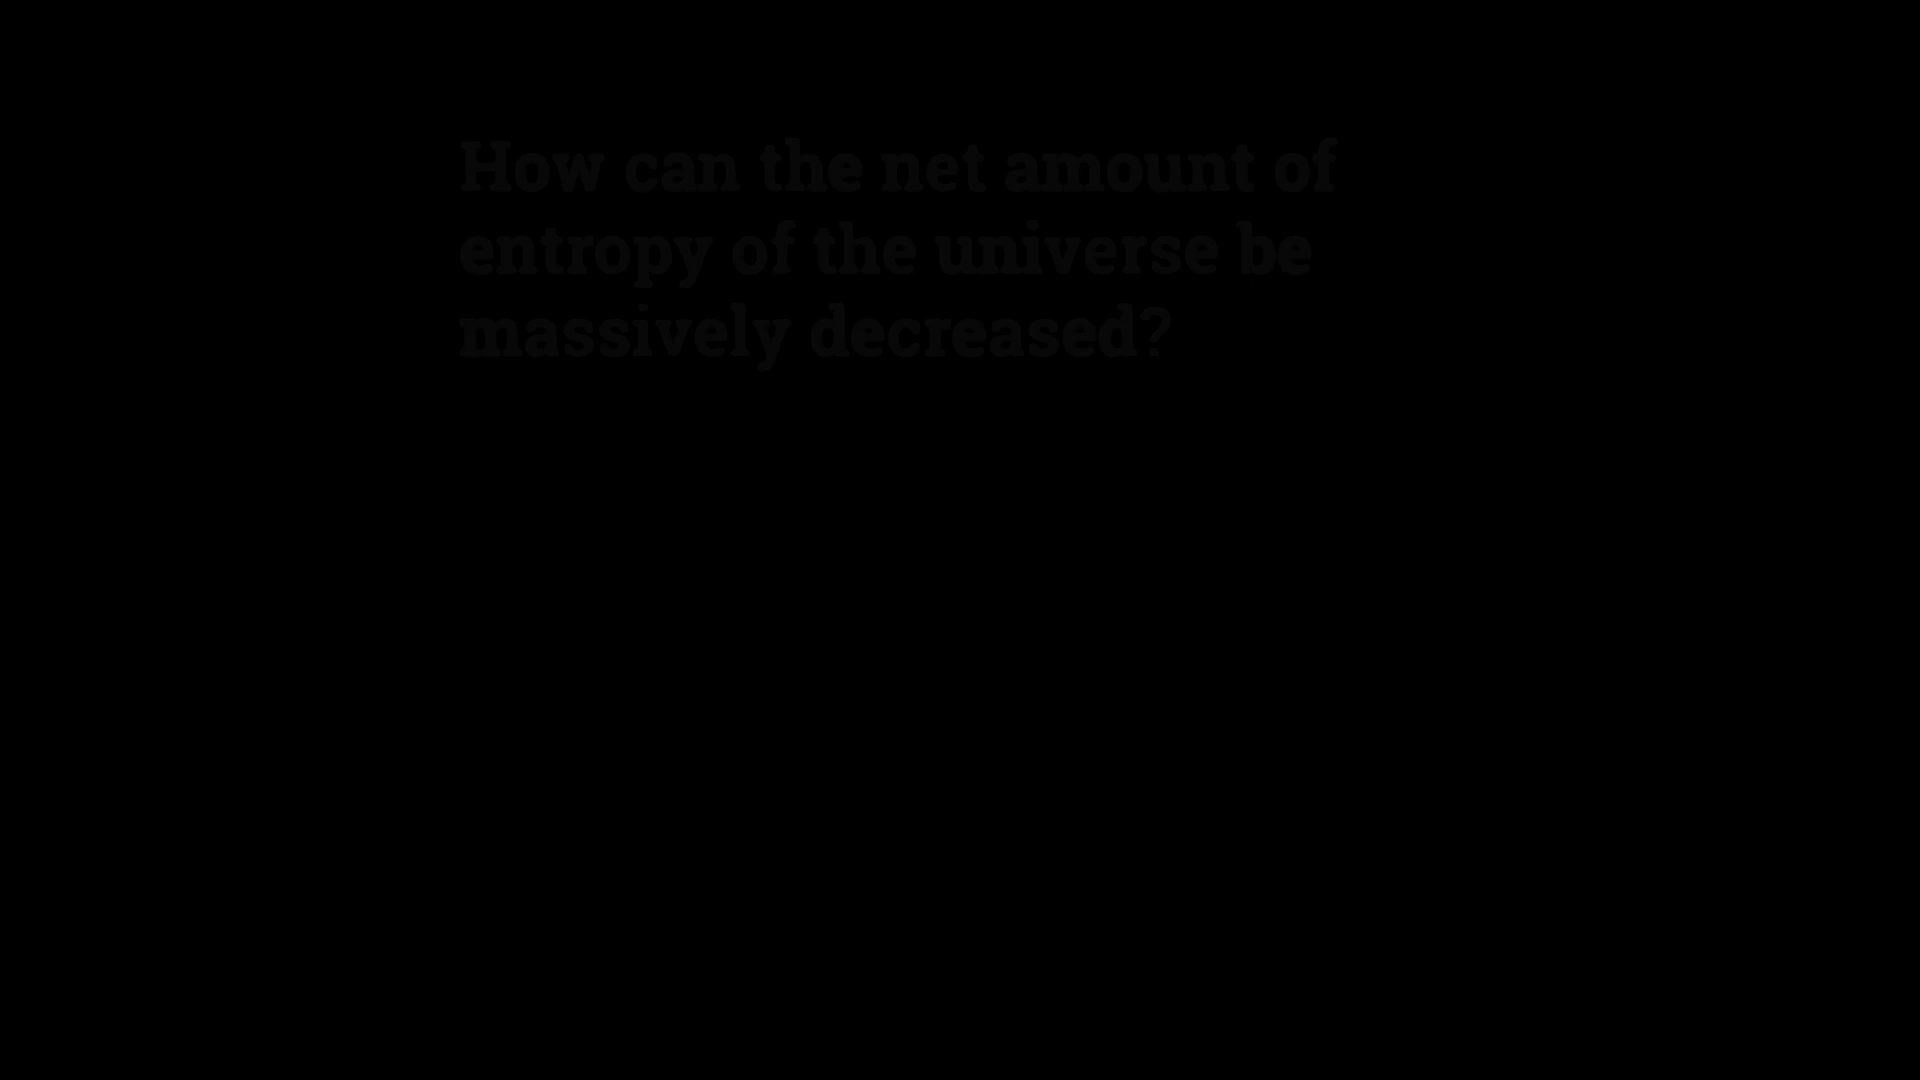 How can the net amount of
entropy of the universe be
massively decreased?